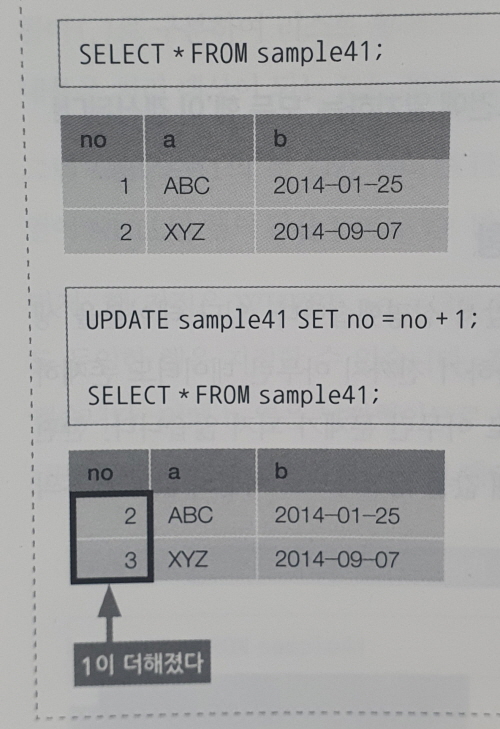 SELECT * FROM sample41;
no a b
1 ABC 2014-01-25
2 XYZ 2014-09-07
UPDATE sample41 SET no = no + 1;
SELECT * FROM sample41;
no a b
2 ABC 2014-01-25
3 XYZ 2014-09-07
1이 더해졌다